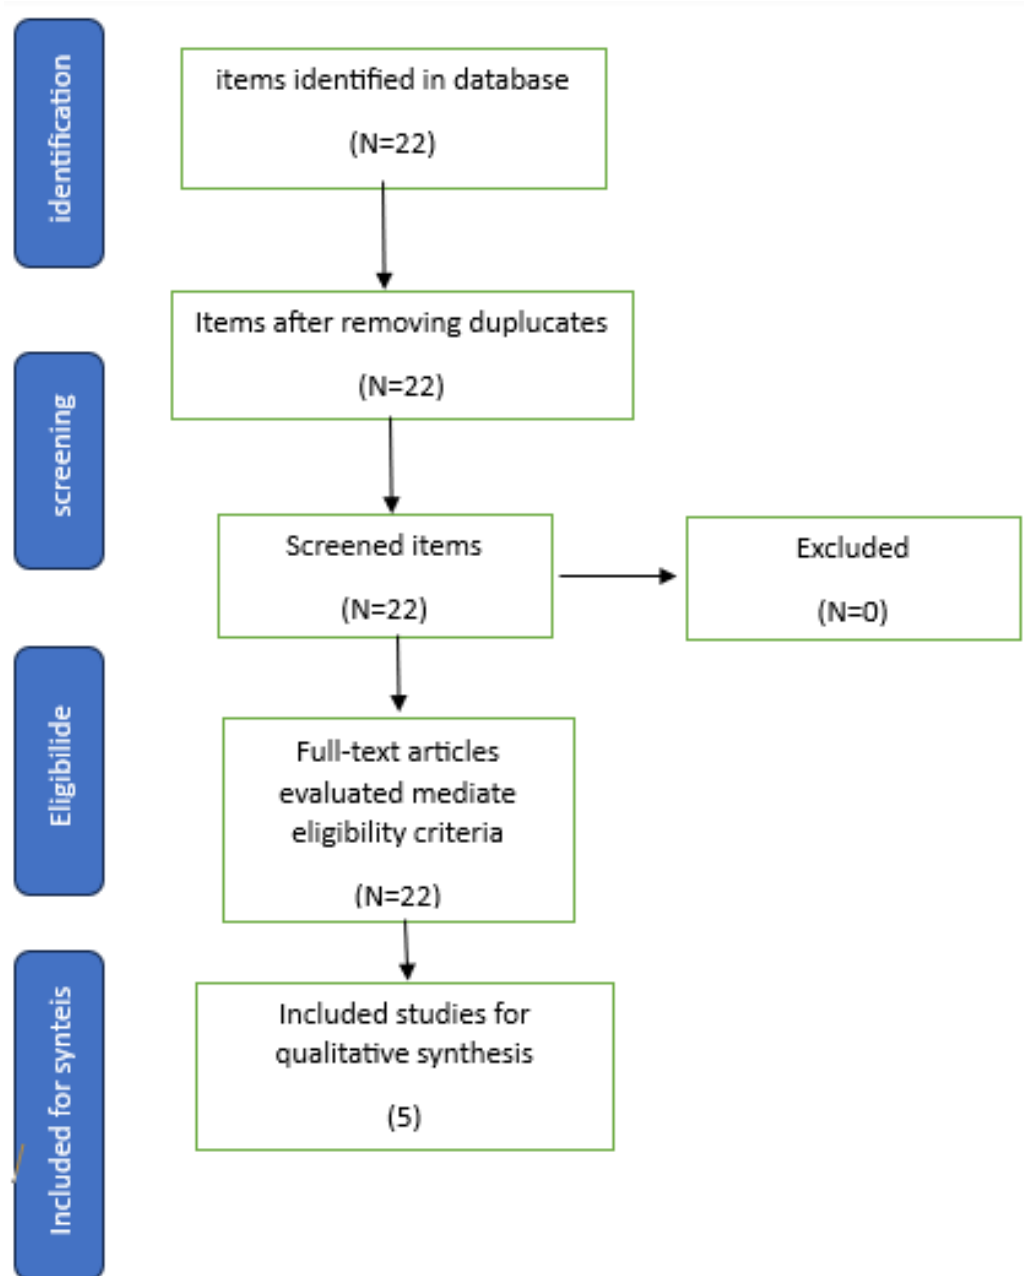 identification
items identified in database
(N=22)
Items after removing duplucates
(N=22)
screening
Screened items
(N=22)
Excluded
(N=0)
Eligibilide
Full-text articles
evaluated mediate
eligibility criteria
(N=22)
Included for synteis
Included studies for
qualitative synthesis
(5)